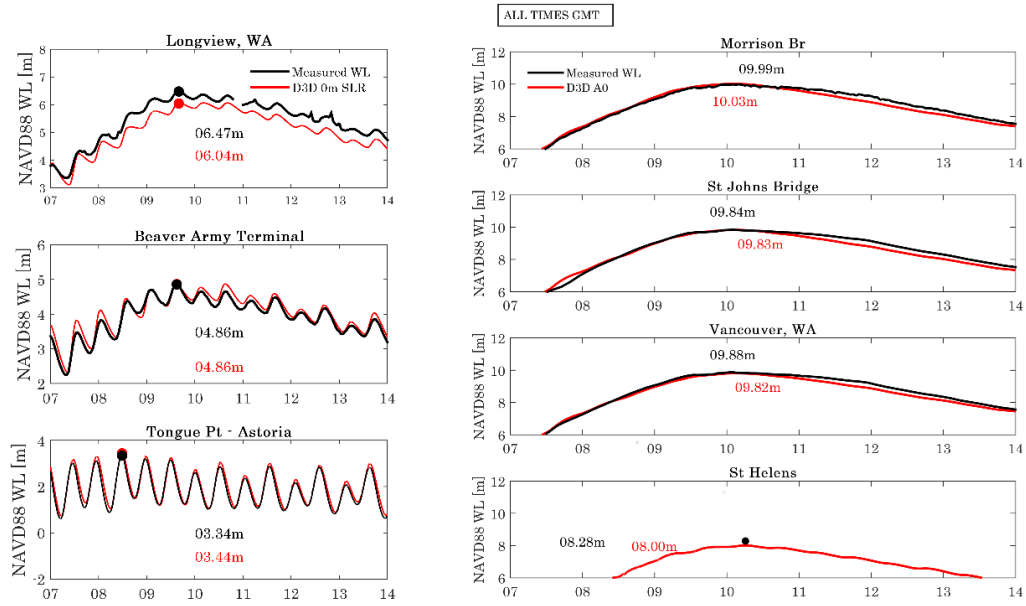 ALL TIMES GMT
Longview, WA
NAVD88 WL [m]
8
7
6
5
4
3
Measured WL
D3D 0m SLR
06.47m
06.04m
07 08 09 10 11 12 13 14
Beaver Army Terminal
NAVD88 WL [m]
6
5
4
3
2
04.86m
04.86m
07 08 09 10 11 12 13 14
Tongue Pt - Astoria
NAVD88 WL [m]
4
2
0
-2
03.34m
03.44m
07 08 09 10 11 12 13 14
Morrison Br
NAVD88 WL [m]
12
10
8
6
Measured WL
D3D A0
09.99m
10.03m
07 08 09 10 11 12 13 14
St Johns Bridge
NAVD88 WL [m]
12
10
8
6
09.84m
09.83m
07 08 09 10 11 12 13 14
Vancouver, WA
NAVD88 WL [m]
12
10
8
6
09.88m
09.82m
07 08 09 10 11 12 13 14
St Helens
NAVD88 WL [m]
12
10
8
6
08.28m
08.00m
07 08 09 10 11 12 13 14